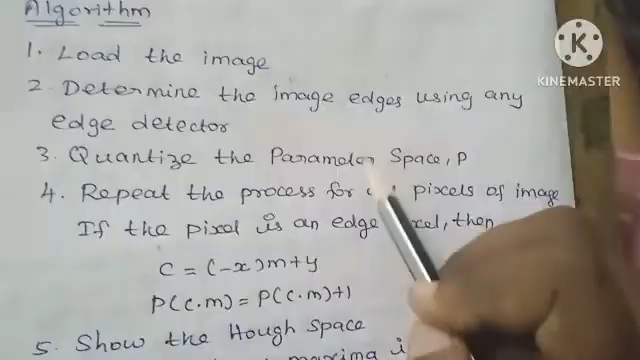 Algorithm
1. Load the image
2. Determine the image edges using any
edge detector
3. Quantize the Parameter Space, P
4. Repeat the process for pixels of image
If the pixel is an edge, then
c = (-x)m+y
P(c.m) = P(c.m)+1
5. Show the Hough Space
maxima
KINEMASTER